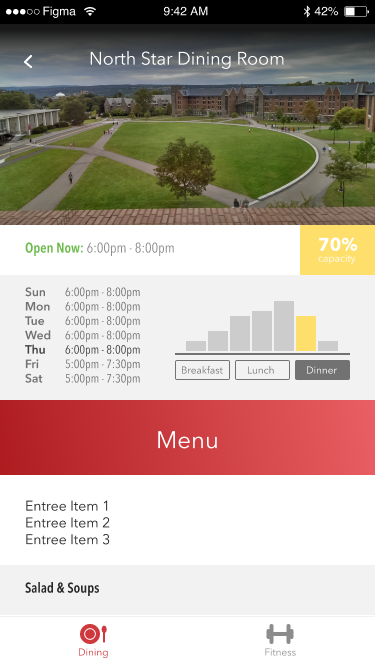 Figma 9:42 AM 42%
North Star Dining Room
Open Now: 6:00pm - 8:00pm
70%
capacity
Sun 6:00pm - 8:00pm
Mon 6:00pm - 8:00pm
Tue 6:00pm - 8:00pm
Wed 6:00pm - 8:00pm
Thu 6:00pm - 8:00pm
Fri 5:00pm - 7:30pm
Sat 5:00pm - 7:30pm
Breakfast Lunch Dinner
Menu
Entree Item 1
Entree Item 2
Entree Item 3
Salad & Soups
Dining Fitness